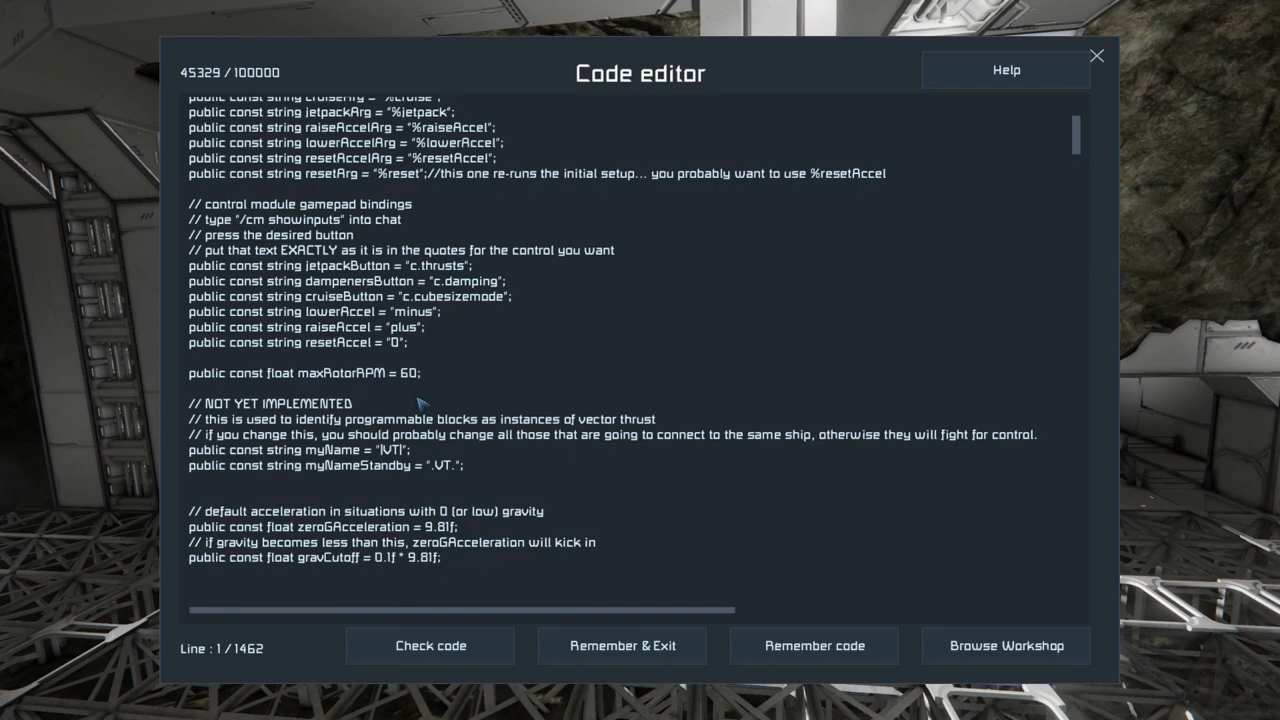 45329 / 100000
Code editor
Help
public const string cruiseArg = "%cruise";
public const string jetpackArg = "%jetpack";
public const string raiseAccelArg = "%raiseAccel";
public const string lowerAccelArg = "%lowerAccel";
public const string resetAccelArg = "%resetAccel";
public const string resetArg = "%reset";//this one re-runs the initial setup... you probably want to use %resetAccel
// control module gamepad bindings
// type "/cm showinputs" into chat
// press the desired button
// put that text EXACTLY as it is in the quotes for the control you want
public const string jetpackButton = "c.thrusts";
public const string dampenersButton = "c.damping";
public const string cruiseButton = "c.cubesizemode";
public const string lowerAccel = "minus";
public const string raiseAccel = "plus";
public const string resetAccel = "0";
public const float maxRotorRPM = 60;
// NOT YET IMPLEMENTED
// this is used to identify programmable blocks as instances of vector thrust
// if you change this, you should probably change all those that are going to connect to the same ship, otherwise they will fight for control.
public const string myName = "|VT|";
public const string myNameStandby = ".VT.";
// default acceleration in situations with 0 (or low) gravity
public const float zeroGAcceleration = 9.81f;
// if gravity becomes less than this, zeroGAcceleration will kick in
public const float gravCutoff = 0.1f * 9.81f;
Line : 1 / 1462
Check code
Remember & Exit
Remember code
Browse Workshop